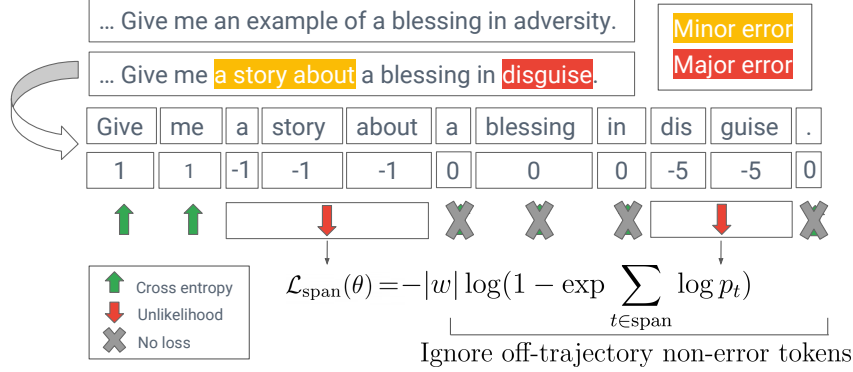 ... Give me an example of a blessing in adversity.
Minor error
Major error
... Give me a story about a blessing in disguise.
Give me a story about a blessing in dis guise .
1 1 -1 -1 -1 0 0 0 -5 -5 0
Cross entropy
Unlikelihood
No loss
ℒ_span(θ) = −|w| log(1 − exp ∑_{t∈span} log p_t)
Ignore off-trajectory non-error tokens